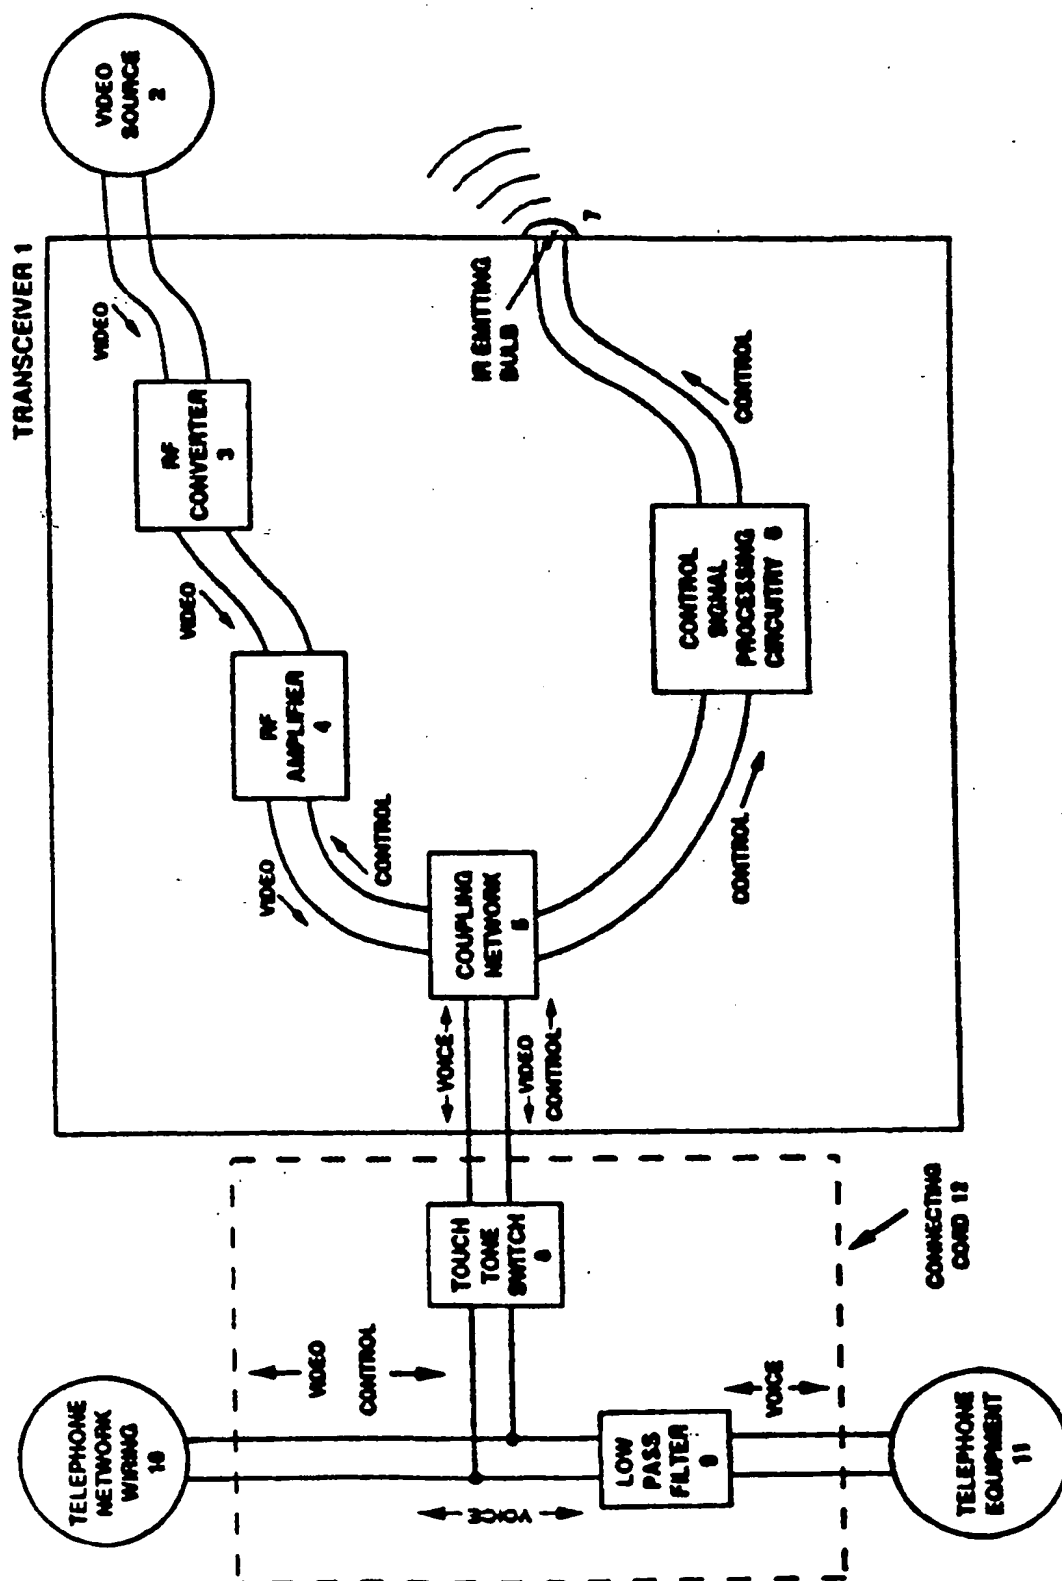 TRANSCEIVER 1
VIDEO
SOURCE
2
VIDEO
RF
CONVERTER
3
VIDEO
RF
AMPLIFIER
4
VIDEO
CONTROL
COUPLING
NETWORK
5
IR EMITTING
BULB
7
CONTROL
CONTROL
SIGNAL
PROCESSING
CIRCUITRY
CONTROL
VOICE
VIDEO
CONTROL
TOUCH
TONE
SWITCH
CONNECTING
CORD 12
VIDEO
CONTROL
TELEPHONE
NETWORK
WIRING
10
VOICE
LOW
PASS
FILTER
9
VOICE
TELEPHONE
EQUIPMENT
11